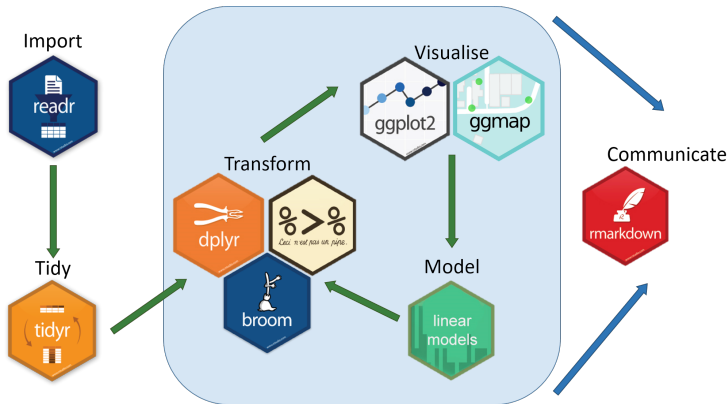 Import
readr
Tidy
tidyr
Transform
dplyr
%>%
Ceci n'est pas un pipe.
broom
Visualise
ggplot2
ggmap
Model
linear
models
Communicate
rmarkdown